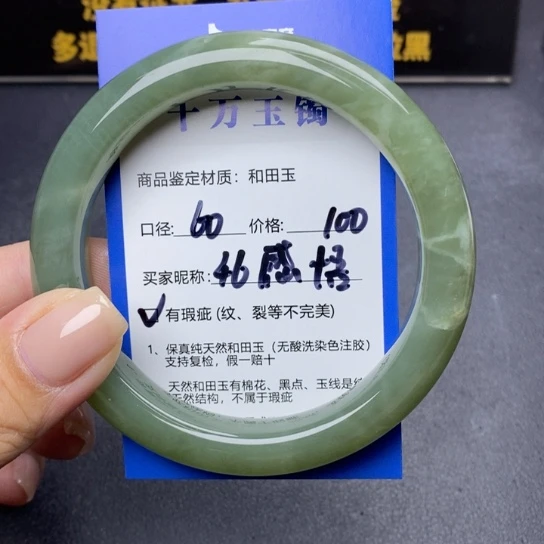 千万玉镯
商品鉴定材质：和田玉
口径: 60 价格: 100
买家昵称: 46 感悟
✓有瑕疵 (纹、裂等不完美)
1、保真纯天然和田玉（无酸洗染色注胶）
支持复检，假一赔十
天然和田玉有棉花、黑点、玉线是
天然结构，不属于瑕疵